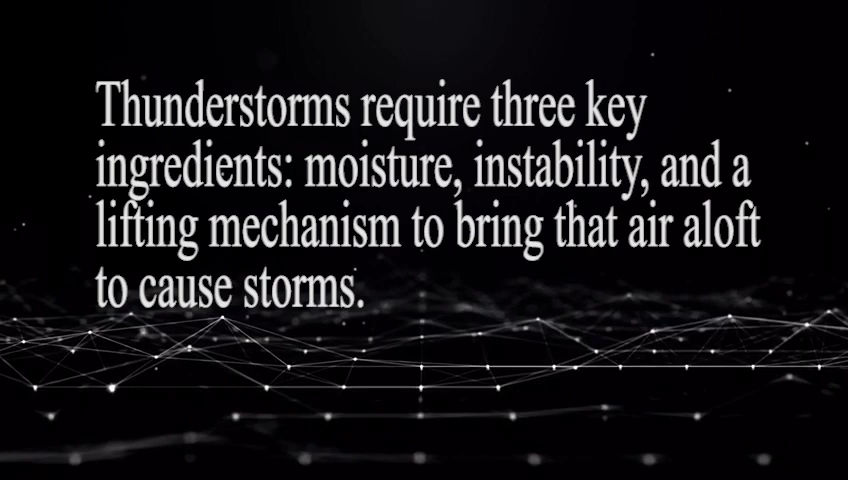 Thunderstorms require three key
ingredients: moisture, instability, and a
lifting mechanism to bring that air aloft
to cause storms.